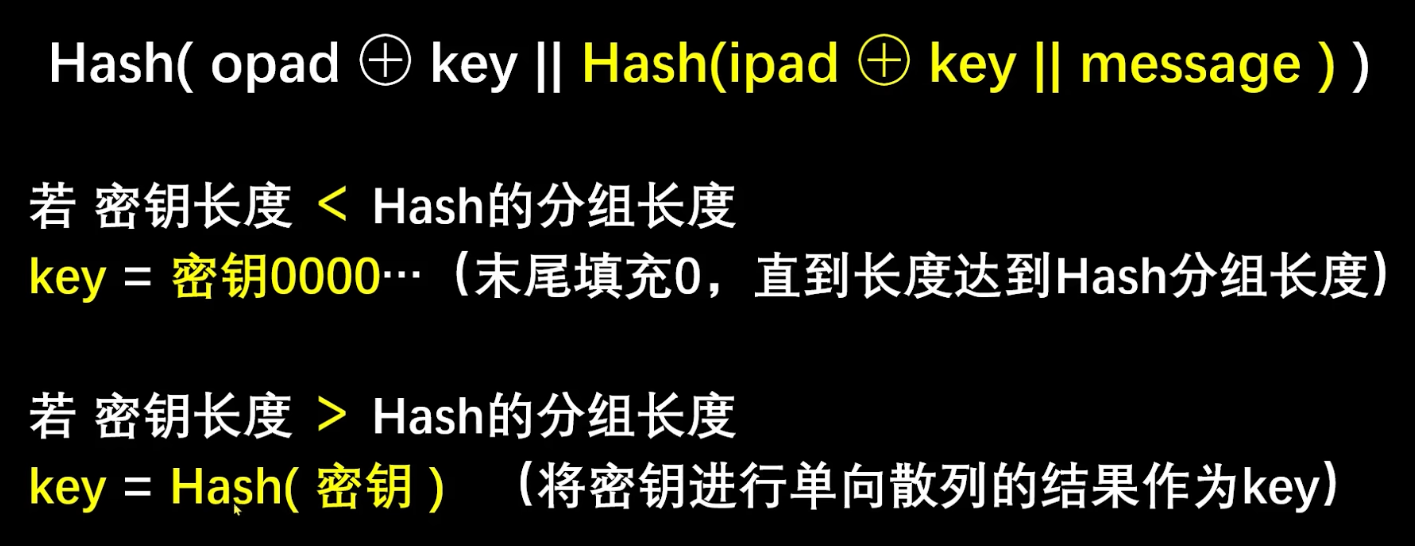 Hash( opad ⊕ key || Hash(ipad ⊕ key || message ) )
若 密钥长度 < Hash的分组长度
key = 密钥0000…（末尾填充0，直到长度达到Hash分组长度）
若 密钥长度 > Hash的分组长度
key = Hash( 密钥 ) （将密钥进行单向散列的结果作为key）